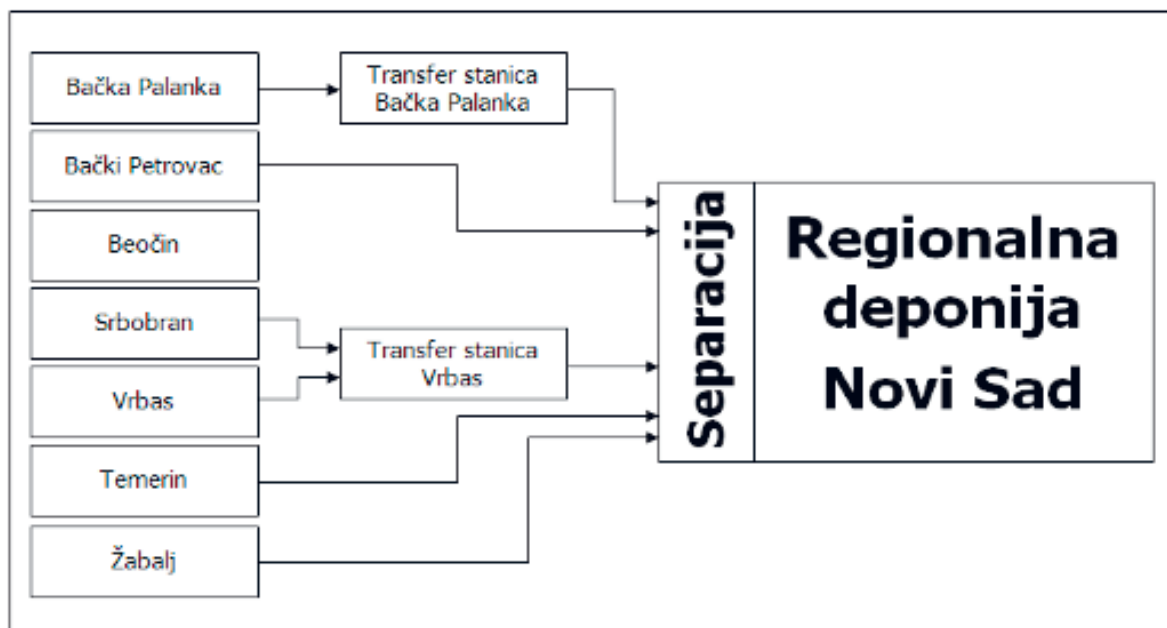 Bačka Palanka
Transfer stanica
Bačka Palanka
Bački Petrovac
Beočin
Srbobran
Transfer stanica
Vrbas
Vrbas
Temerin
Žabalj
Separacija
Regionalna
deponija
Novi Sad